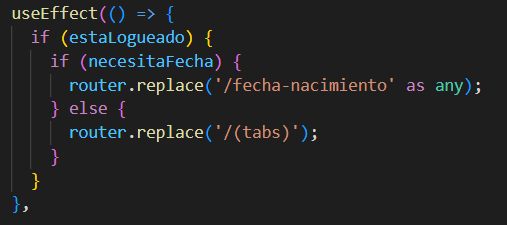 useEffect(() => {
  if (estaLogueado) {
    if (necesitaFecha) {
      router.replace('/fecha-nacimiento' as any);
    } else {
      router.replace('/(tabs)');
    }
  }
},